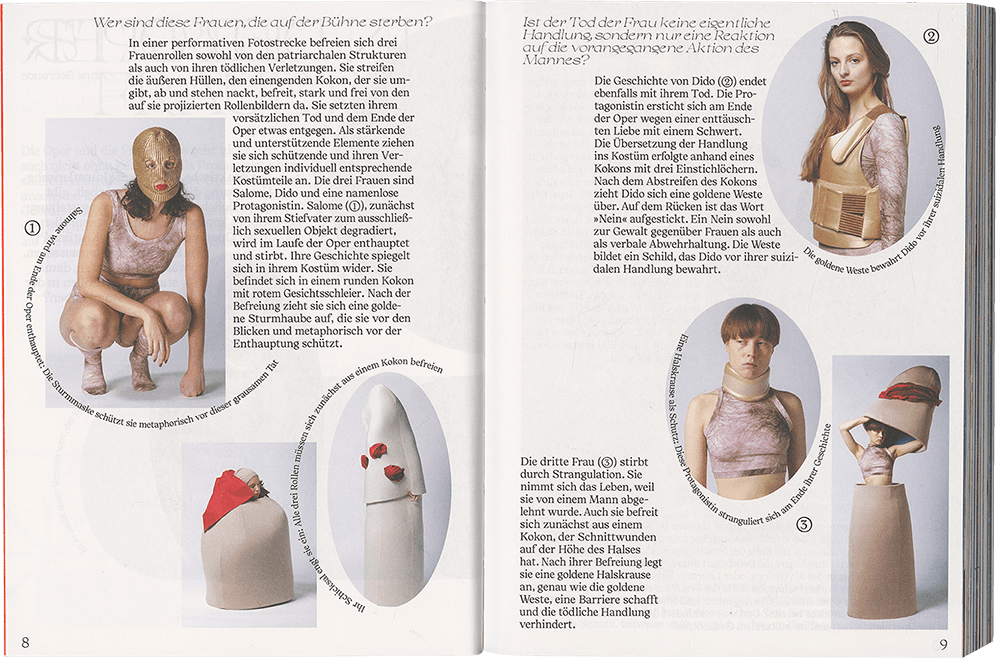 Wer sind diese Frauen, die auf der Bühne sterben?
In einer performativen Fotostrecke befreien sich drei
Frauenrollen sowohl von den patriarchalen Strukturen
als auch von ihren tödlichen Verletzungen. Sie streifen
die äußeren Hüllen, den einengenden Kokon, der sie um-
gibt, ab und stehen nackt, befreit, stark und frei von den
auf sie projizierten Rollenbildern da. Sie setzten ihrem
vorsätzlichen Tod und dem Ende der
Oper etwas entgegen. Als stärkende
und unterstützende Elemente ziehen
sie sich schützende und ihren Ver-
letzungen individuell entsprechende
Kostümteile an. Die drei Frauen sind
Salome, Dido und eine namenlose
Protagonistin. Salome (①), zunächst
von ihrem Stiefvater zum ausschließ-
lich sexuellen Objekt degradiert,
wird im Laufe der Oper enthauptet
und stirbt. Ihre Geschichte spiegelt
sich in ihrem Kostüm wider. Sie
befindet sich in einem runden Kokon
mit rotem Gesichtsschleier. Nach der
Befreiung zieht sie sich eine golde-
ne Sturmhaube auf, die sie vor den
Blicken und metaphorisch vor der
Enthauptung schützt.
①
Salome wird am Ende der Oper enthauptet: Die Sturmmaske schützt sie metaphorisch vor dieser grausamen Tat
Ihr Schicksal engt sie ein: Alle drei Rollen müssen sich zunächst aus einem Kokon befreien
8
Ist der Tod der Frau keine eigentliche
Handlung, sondern nur eine Reaktion
auf die vorangegangene Aktion des
Mannes?
Die Geschichte von Dido (②) endet
ebenfalls mit ihrem Tod. Die Pro-
tagonistin ersticht sich am Ende
der Oper wegen einer enttäusch-
ten Liebe mit einem Schwert.
Die Übersetzung der Handlung
ins Kostüm erfolgte anhand eines
Kokons mit drei Einstichlöchern.
Nach dem Abstreifen des Kokons
zieht Dido sich eine goldene Weste
über. Auf dem Rücken ist das Wort
»Nein« aufgestickt. Ein Nein sowohl
zur Gewalt gegenüber Frauen als auch
als verbale Abwehrhaltung. Die Weste
bildet ein Schild, das Dido vor ihrer suizi-
dalen Handlung bewahrt.
②
Die goldene Weste bewahrt Dido vor ihrer suizidalen Handlung
Eine Halskrause als Schutz: Diese Protagonistin stranguliert sich am Ende ihrer Geschichte
③
Die dritte Frau (③) stirbt
durch Strangulation. Sie
nimmt sich das Leben, weil
sie von einem Mann abge-
lehnt wurde. Auch sie befreit
sich zunächst aus einem
Kokon, der Schnittwunden
auf der Höhe des Halses
hat. Nach ihrer Befreiung legt
sie eine goldene Halskrause
an, genau wie die goldene
Weste, eine Barriere schafft
und die tödliche Handlung
verhindert.
9